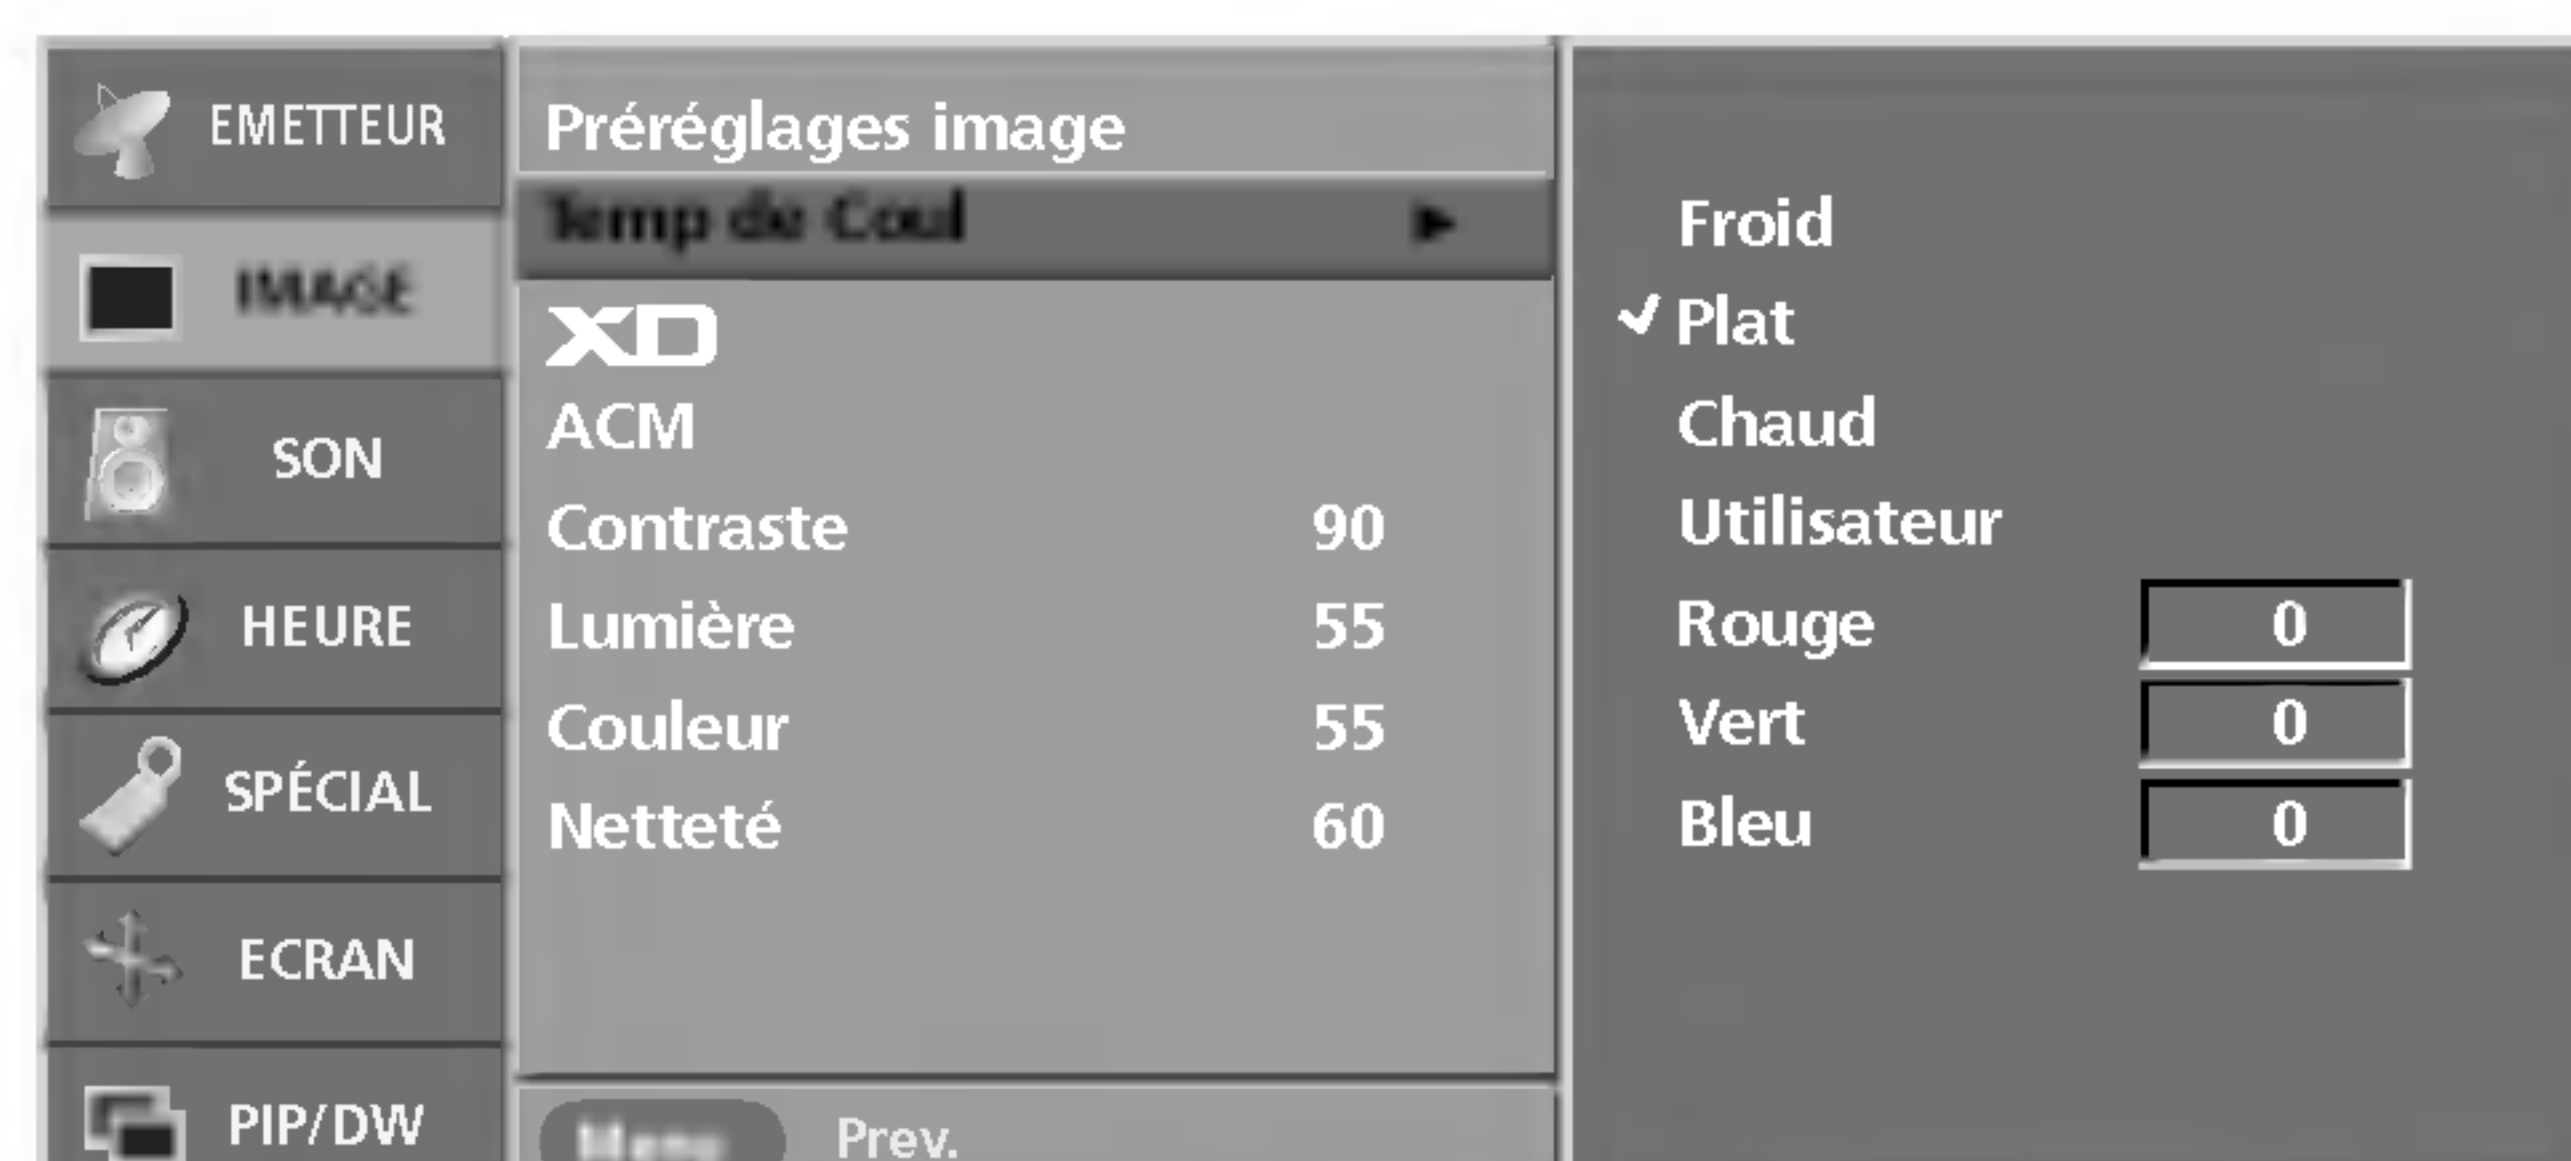 EMETTEUR
IMAGE
SON
HEURE
SPÉCIAL
ECRAN
PIP/DW
Préréglages image
Temp de Coul
XD
ACM
Contraste 90
Lumière 55
Couleur 55
Netteté 60
Menu Prev.
Froid
Plat
Chaud
Utilisateur
Rouge 0
Vert 0
Bleu 0